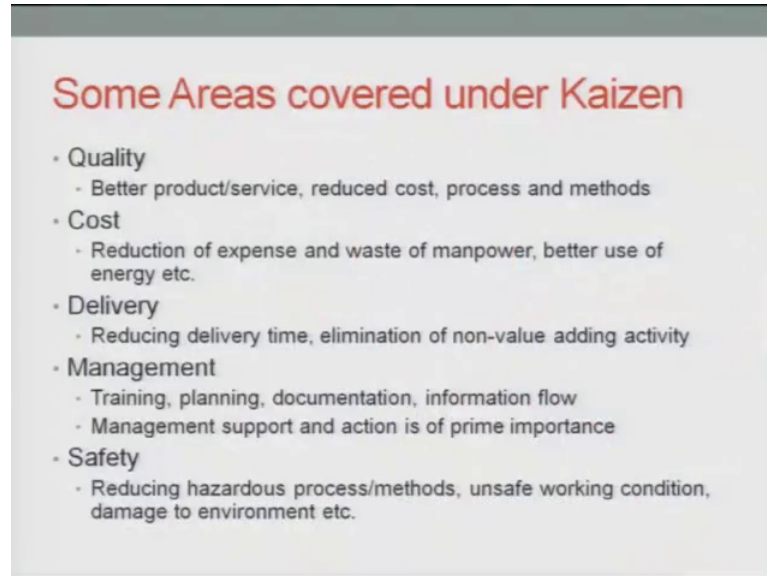 Some Areas covered under Kaizen
• Quality
• Better product/service, reduced cost, process and methods
• Cost
• Reduction of expense and waste of manpower, better use of
energy etc.
• Delivery
• Reducing delivery time, elimination of non-value adding activity
• Management
• Training, planning, documentation, information flow
• Management support and action is of prime importance
• Safety
• Reducing hazardous process/methods, unsafe working condition,
damage to environment etc.